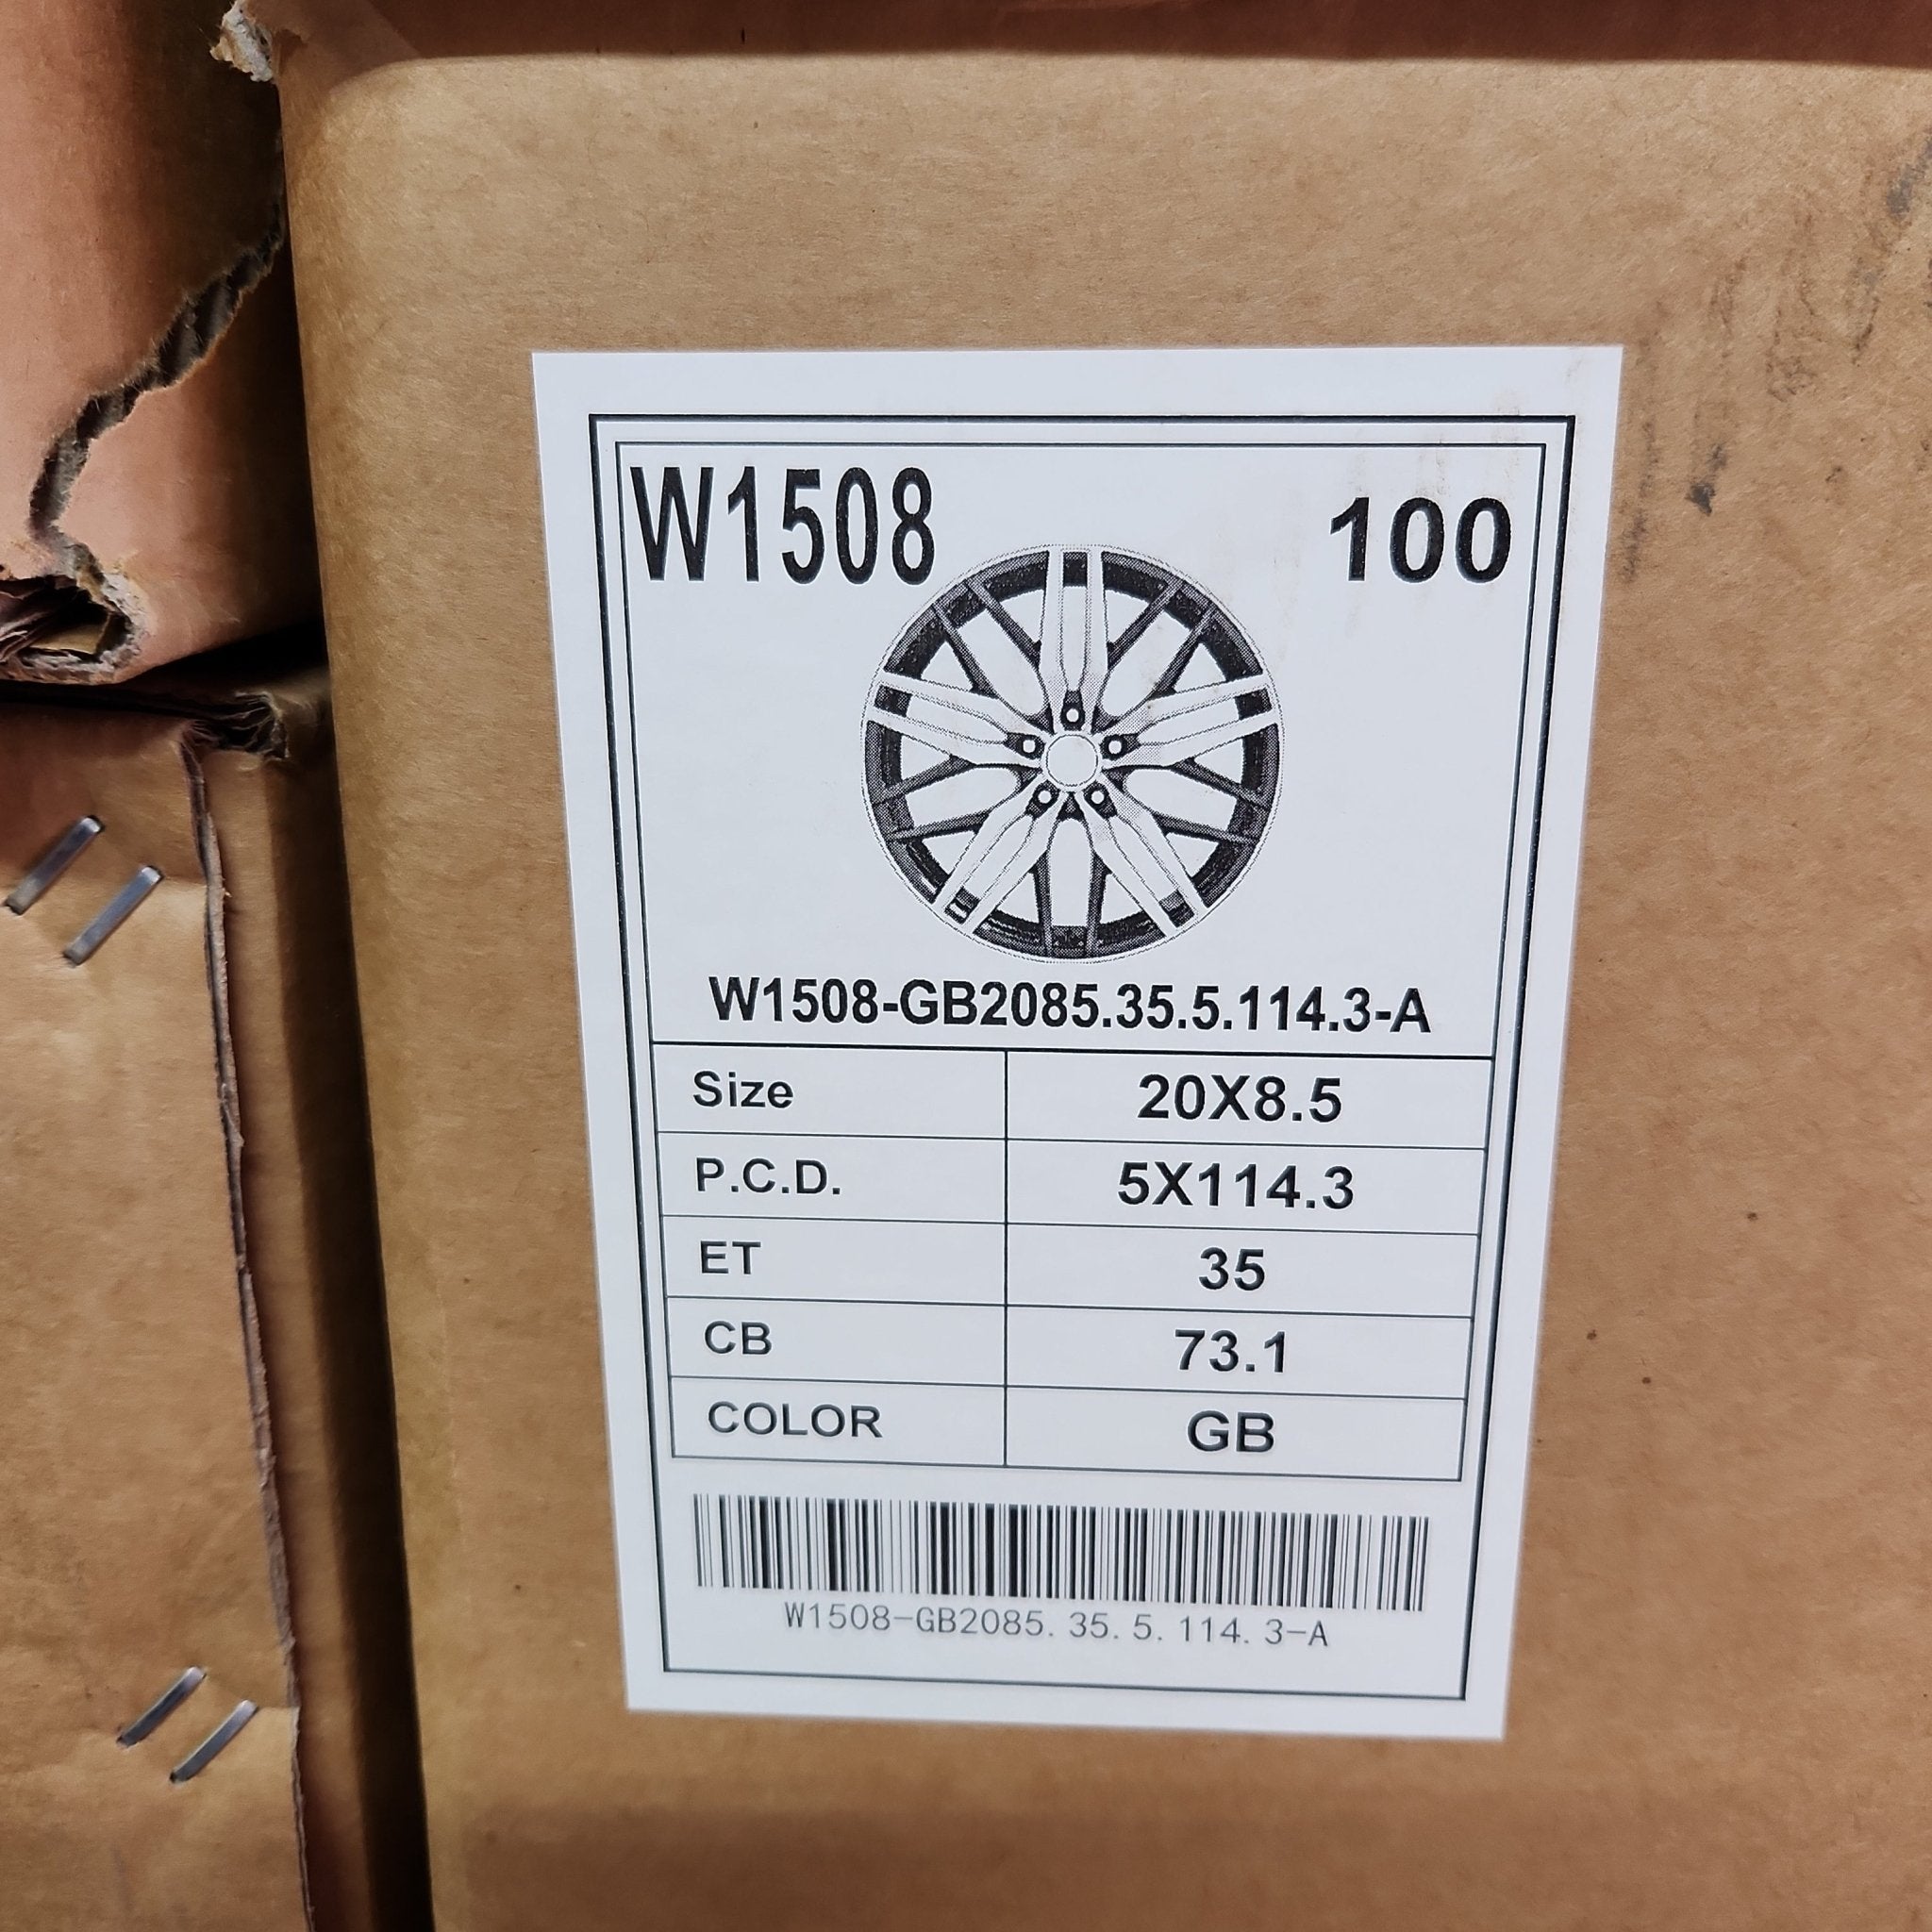 W1508 100
W1508-GB2085.35.5.114.3-A
Size 20X8.5
P.C.D. 5X114.3
ET 35
CB 73.1
COLOR GB
W1508-GB2085.35.5.114.3-A